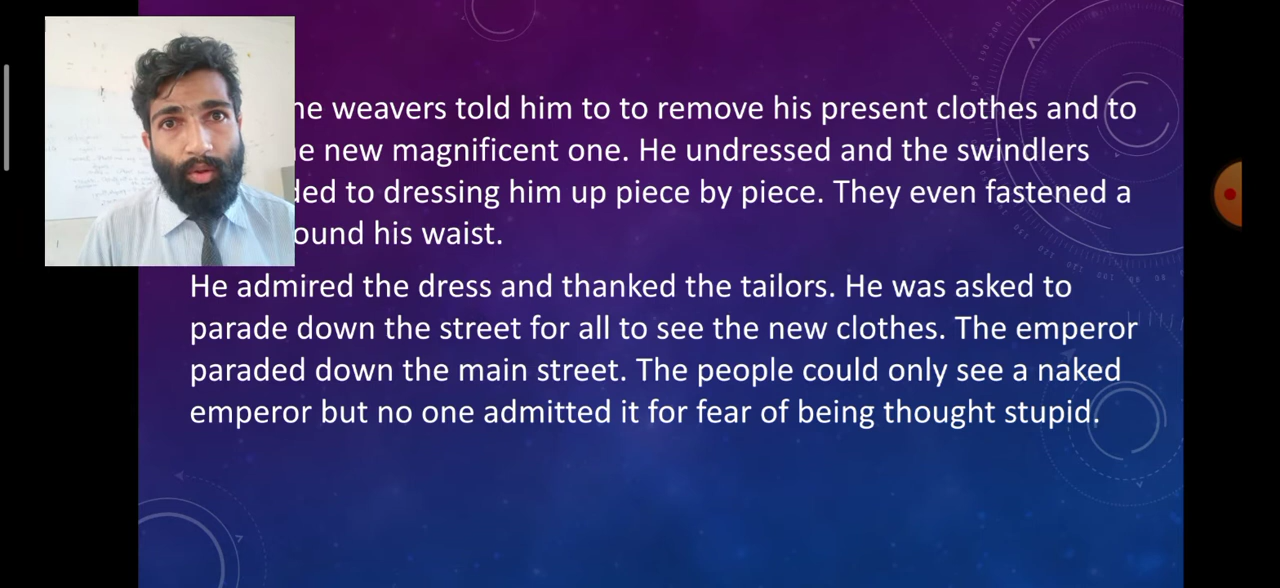 weavers told him to to remove his present clothes and to
new magnificent one. He undressed and the swindlers
to dressing him up piece by piece. They even fastened a
his waist.
He admired the dress and thanked the tailors. He was asked to
parade down the street for all to see the new clothes. The emperor
paraded down the main street. The people could only see a naked
emperor but no one admitted it for fear of being thought stupid.